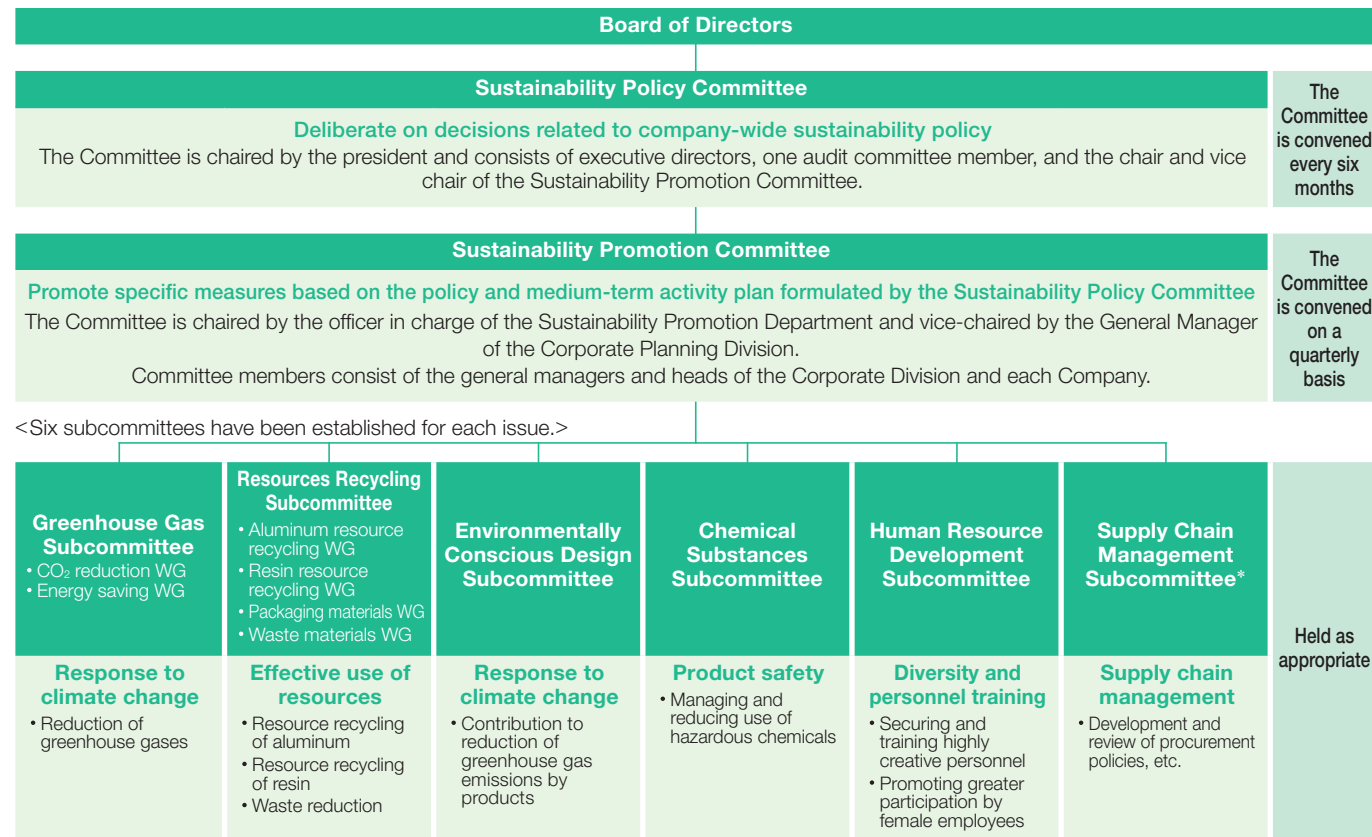 Board of Directors
Sustainability Policy Committee
Deliberate on decisions related to company-wide sustainability policy
The Committee is chaired by the president and consists of executive directors, one audit committee member, and the chair and vice
chair of the Sustainability Promotion Committee.
The
Committee
is convened
every six
months
Sustainability Promotion Committee
Promote specific measures based on the policy and medium-term activity plan formulated by the Sustainability Policy Committee
The Committee is chaired by the officer in charge of the Sustainability Promotion Department and vice-chaired by the General Manager
of the Corporate Planning Division.
Committee members consist of the general managers and heads of the Corporate Division and each Company.
The
Committee
is convened
on a
quarterly
basis
<Six subcommittees have been established for each issue.>
Greenhouse Gas
Subcommittee
• CO₂ reduction WG
• Energy saving WG
Response to
climate change
• Reduction of
greenhouse gases
Resources Recycling
Subcommittee
• Aluminum resource
recycling WG
• Resin resource
recycling WG
• Packaging materials WG
• Waste materials WG
Effective use of
resources
• Resource recycling
of aluminum
• Resource recycling
of resin
• Waste reduction
Environmentally
Conscious Design
Subcommittee
Response to
climate change
• Contribution to
reduction of
greenhouse gas
emissions by
products
Chemical
Substances
Subcommittee
Product safety
• Managing and
reducing use of
hazardous chemicals
Human Resource
Development
Subcommittee
Diversity and
personnel training
• Securing and
training highly
creative personnel
• Promoting greater
participation by
female employees
Supply Chain
Management
Subcommittee*
Supply chain
management
• Development and
review of procurement
policies, etc.
Held as
appropriate